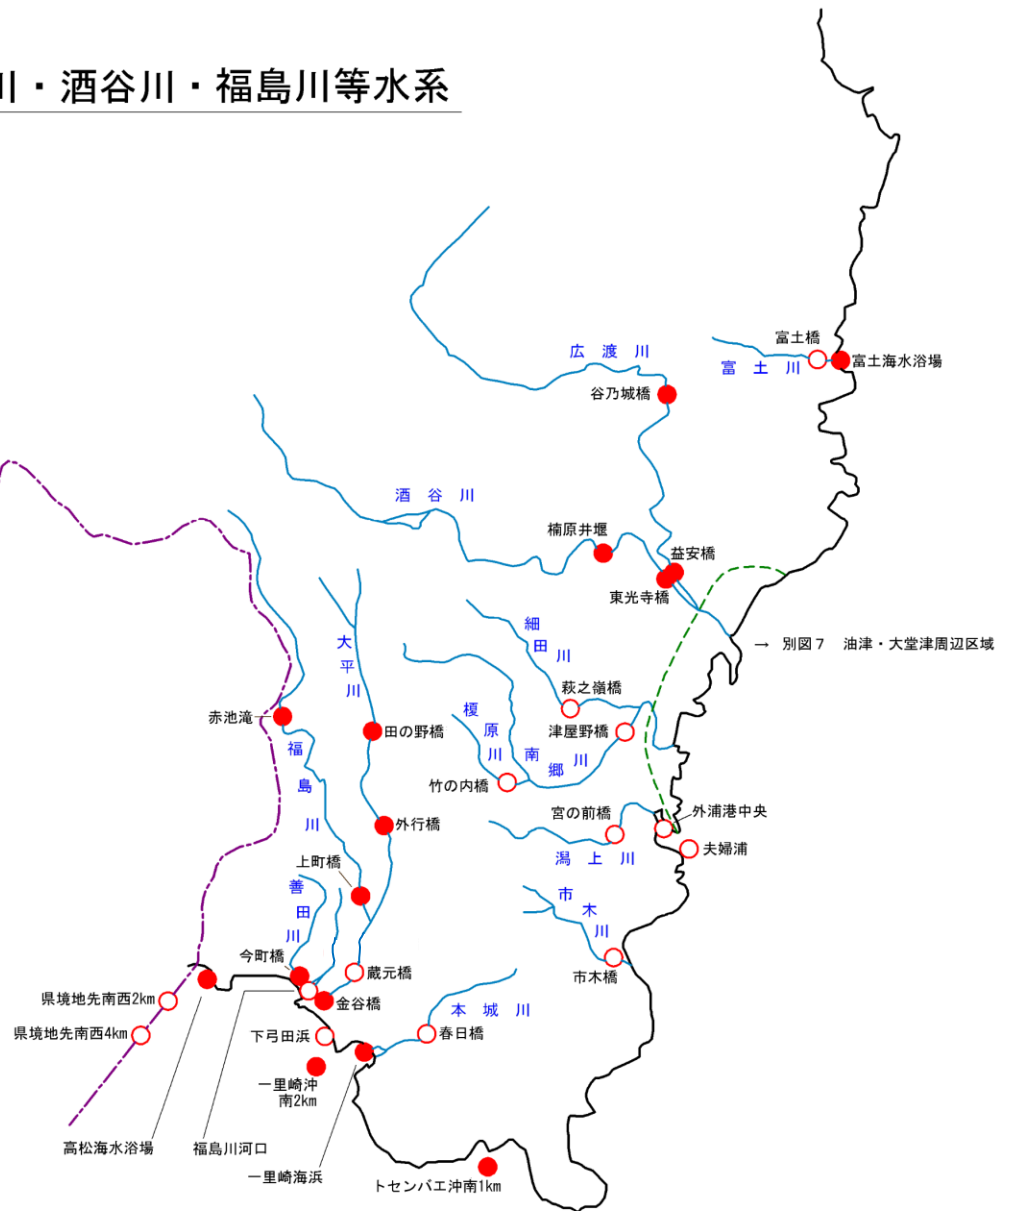 川・酒谷川・福島川等水系
富土橋
富土海水浴場
富土川
広渡川
谷乃城橋
酒谷川
楠原井堰
益安橋
東光寺橋
→ 別図7 油津・大堂津周辺区域
細田川
大平川
萩之嶺橋
赤池滝
田の野橋
榎原川
津屋野橋
南郷川
福島川
竹の内橋
外行橋
宮の前橋
外浦港中央
夫婦浦
潟上川
上町橋
善田川
市木川
今町橋
蔵元橋
市木橋
県境地先南西2km
金谷橋
本城川
県境地先南西4km
下弓田浜
春日橋
一里崎沖
南2km
高松海水浴場
福島川河口
一里崎海浜
トセンバエ沖南1km